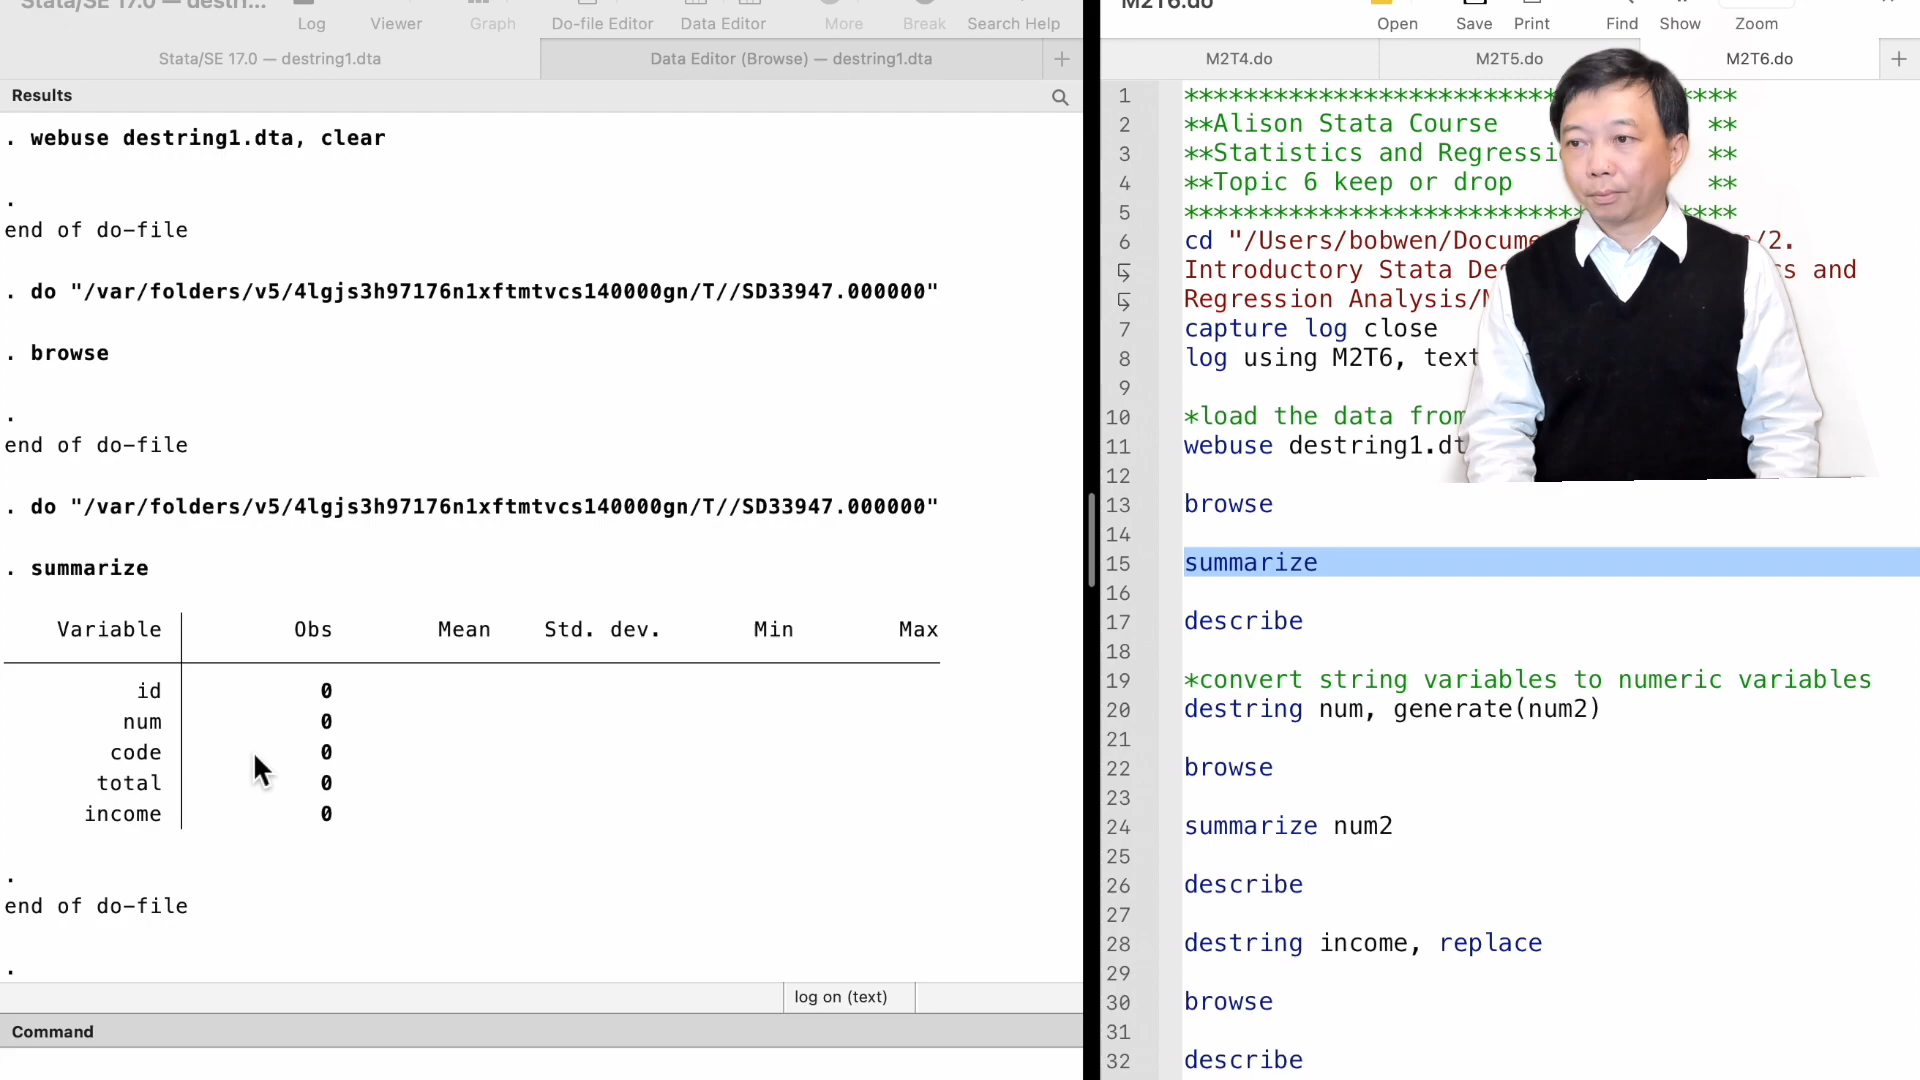 Stata/SE 17.0 — destri...
Log Viewer Graph Do-file Editor Data Editor More Break Search Help
Stata/SE 17.0 — destring1.dta
Data Editor (Browse) — destring1.dta
Results
. webuse destring1.dta, clear
.
end of do-file
. do "/var/folders/v5/4lgjs3h97176n1xftmtvcs140000gn/T//SD33947.000000"
. browse
.
end of do-file
. do "/var/folders/v5/4lgjs3h97176n1xftmtvcs140000gn/T//SD33947.000000"
. summarize
Variable Obs Mean Std. dev. Min Max
id 0
num 0
code 0
total 0
income 0
.
end of do-file
.
log on (text)
Command
M2T6.do
Open Save Print Find Show Zoom
M2T4.do M2T5.do M2T6.do
1 ************************* ****
2 **Alison Stata Course **
3 **Statistics and Regressi **
4 **Topic 6 keep or drop **
5 *************************** ****
6 cd "/Users/bobwen/Docume /2.
Introductory Stata De s and
Regression Analysis/
7 capture log close
8 log using M2T6, text
9
10 *load the data from
11 webuse destring1.dt
12
13 browse
14
15 summarize
16
17 describe
18
19 *convert string variables to numeric variables
20 destring num, generate(num2)
21
22 browse
23
24 summarize num2
25
26 describe
27
28 destring income, replace
29
30 browse
31
32 describe